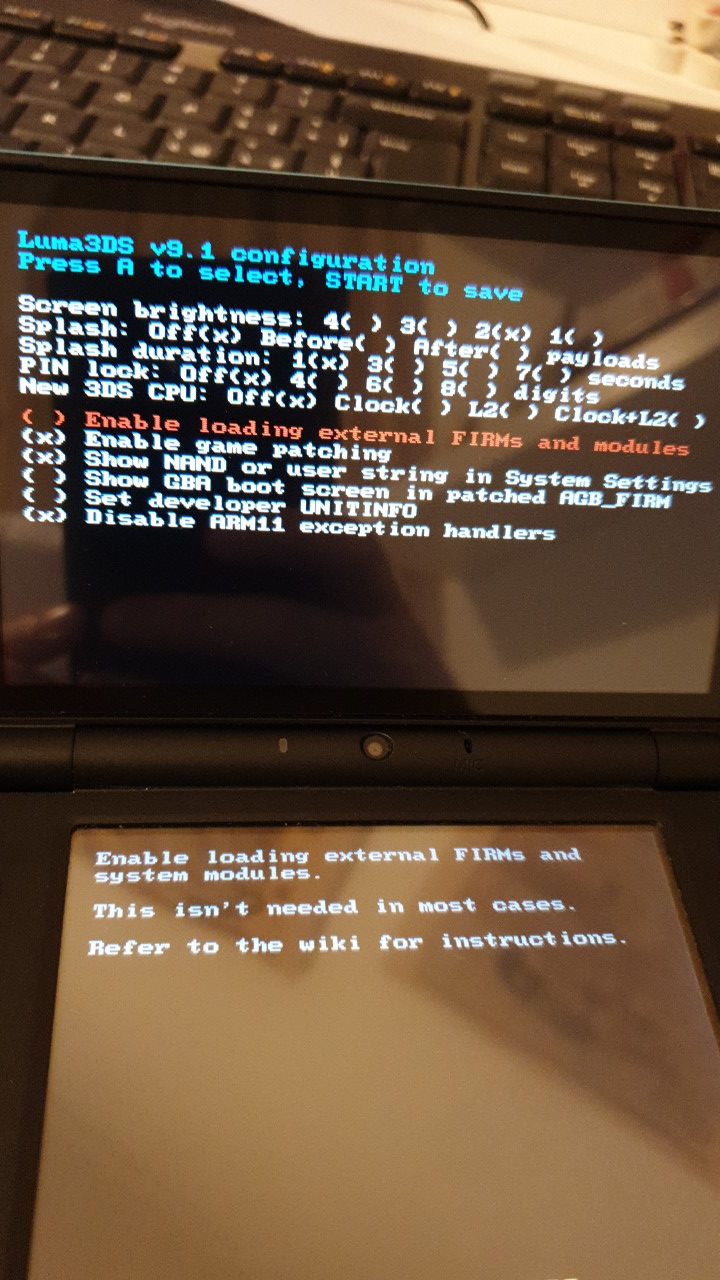 Luma3DS v9.1 configuration
Press A to select, START to save
Screen brightness: 4( ) 3( ) 2(x) 1( )
Splash: Off(x) Before( ) After( ) payloads
Splash duration: 1(x) 3( ) 5( ) 7( ) seconds
PIN lock: Off(x) 4( ) 6( ) 8( ) digits
New 3DS CPU: Off(x) Clock( ) L2( ) Clock+L2( )
( ) Enable loading external FIRMs and modules
(x) Enable game patching
(x) Show NAND or user string in System Settings
( ) Show GBA boot screen in patched AGB_FIRM
( ) Set developer UNITINFO
(x) Disable ARM11 exception handlers
MIC
Enable loading external FIRMs and
system modules.
This isn't needed in most cases.
Refer to the wiki for instructions.